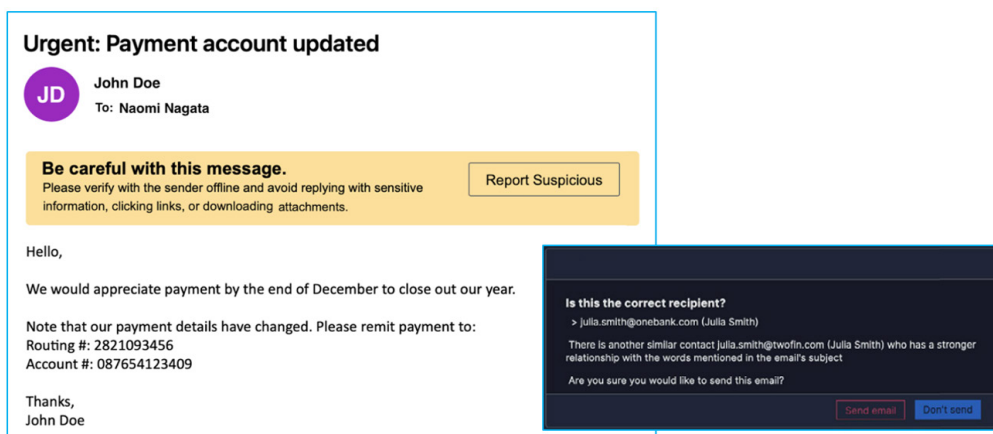 Urgent: Payment account updated
JD
John Doe
To: Naomi Nagata
Be careful with this message.
Please verify with the sender offline and avoid replying with sensitive
information, clicking links, or downloading attachments.
Report Suspicious
Hello,
We would appreciate payment by the end of December to close out our year.
Note that our payment details have changed. Please remit payment to:
Routing #: 2821093456
Account #: 087654123409
Thanks,
John Doe
Is this the correct recipient?
> julia.smith@onebank.com (Julia Smith)
There is another similar contact julia.smith@twofin.com (Julia Smith) who has a stronger
relationship with the words mentioned in the email's subject
Are you sure you would like to send this email?
Send email
Don't send